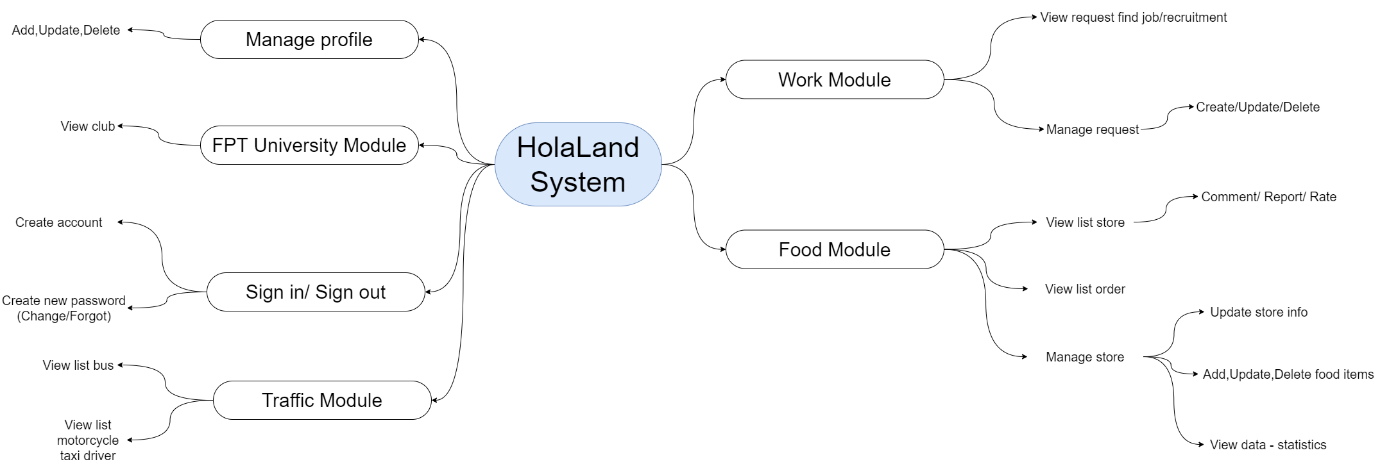 Add,Update,Delete
Manage profile
View club
FPT University Module
Create account
Create new password
(Change/Forgot)
Sign in/ Sign out
View list bus
View list
motorcycle
taxi driver
Traffic Module
HolaLand
System
Work Module
View request find job/recruitment
Manage request
Create/Update/Delete
Food Module
View list store
Comment/ Report/ Rate
View list order
Manage store
Update store info
Add,Update,Delete food items
View data - statistics